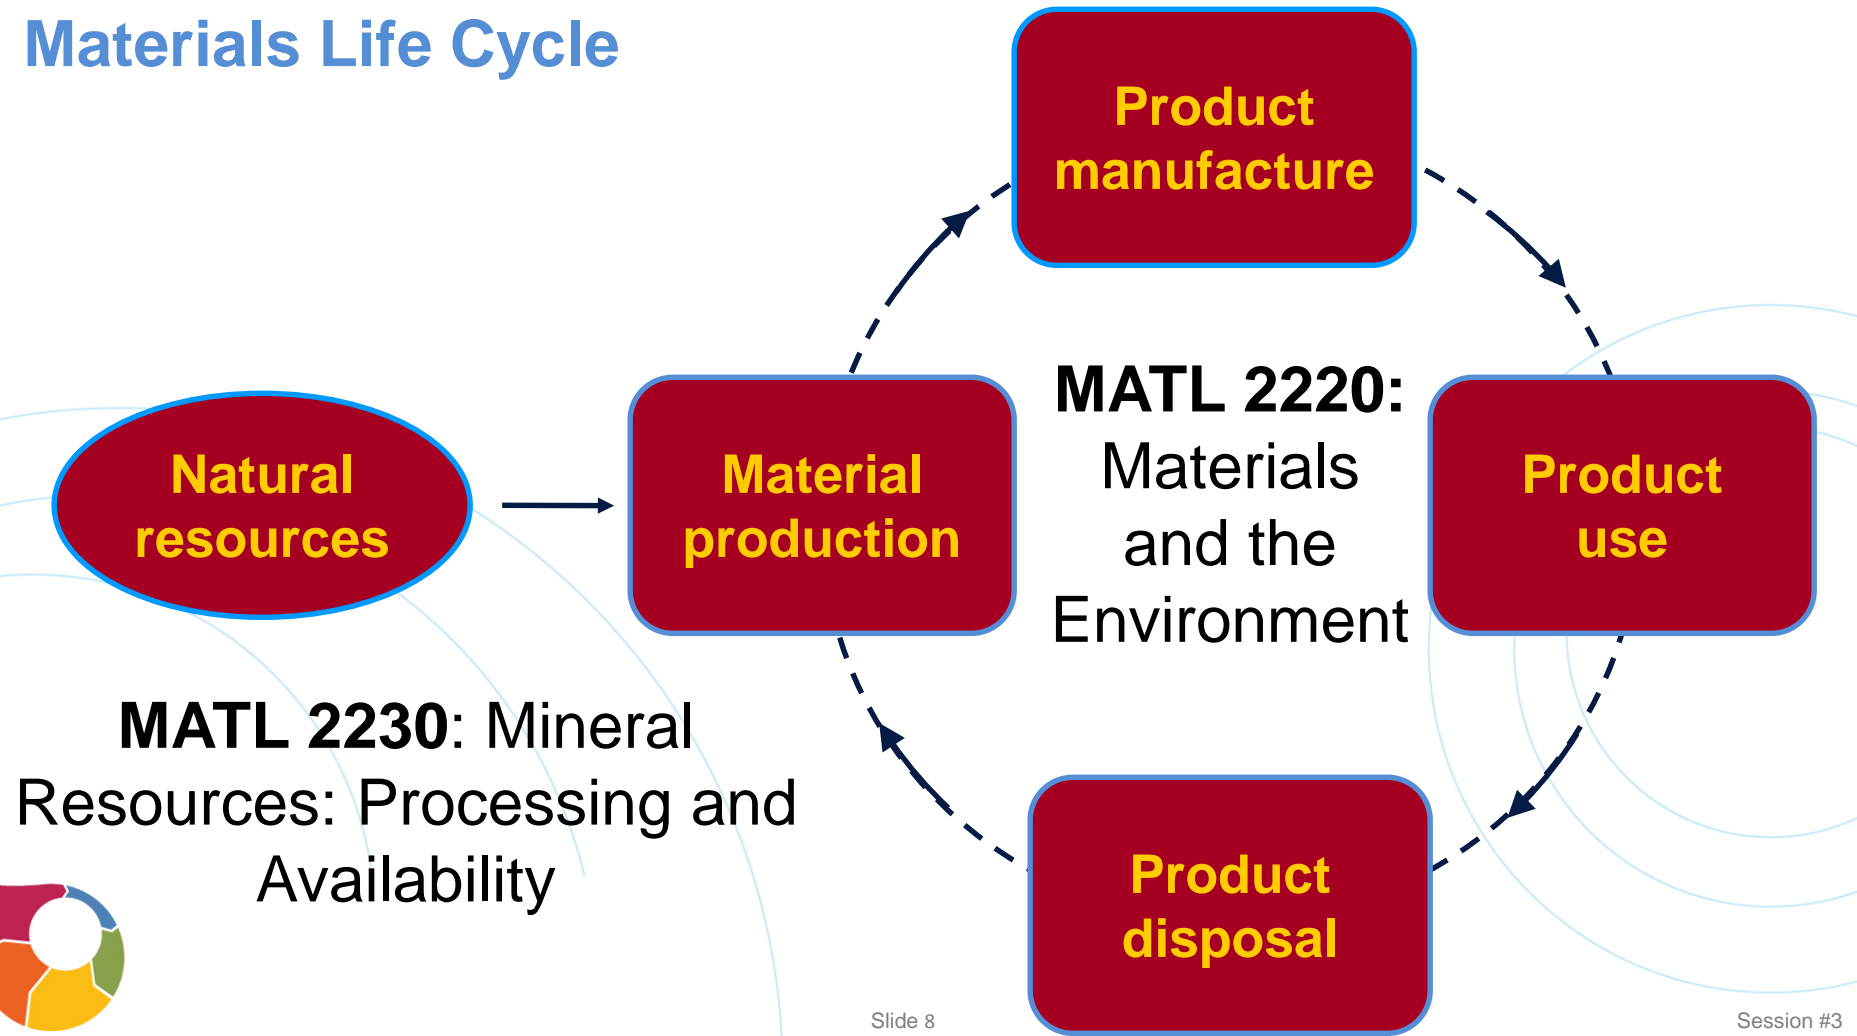 Materials Life Cycle
Product
manufacture
Natural
resources
Material
production
MATL 2220:
Materials
and the
Environment
Product
use
MATL 2230: Mineral
Resources: Processing and
Availability
Product
disposal
Slide 8
Session #3